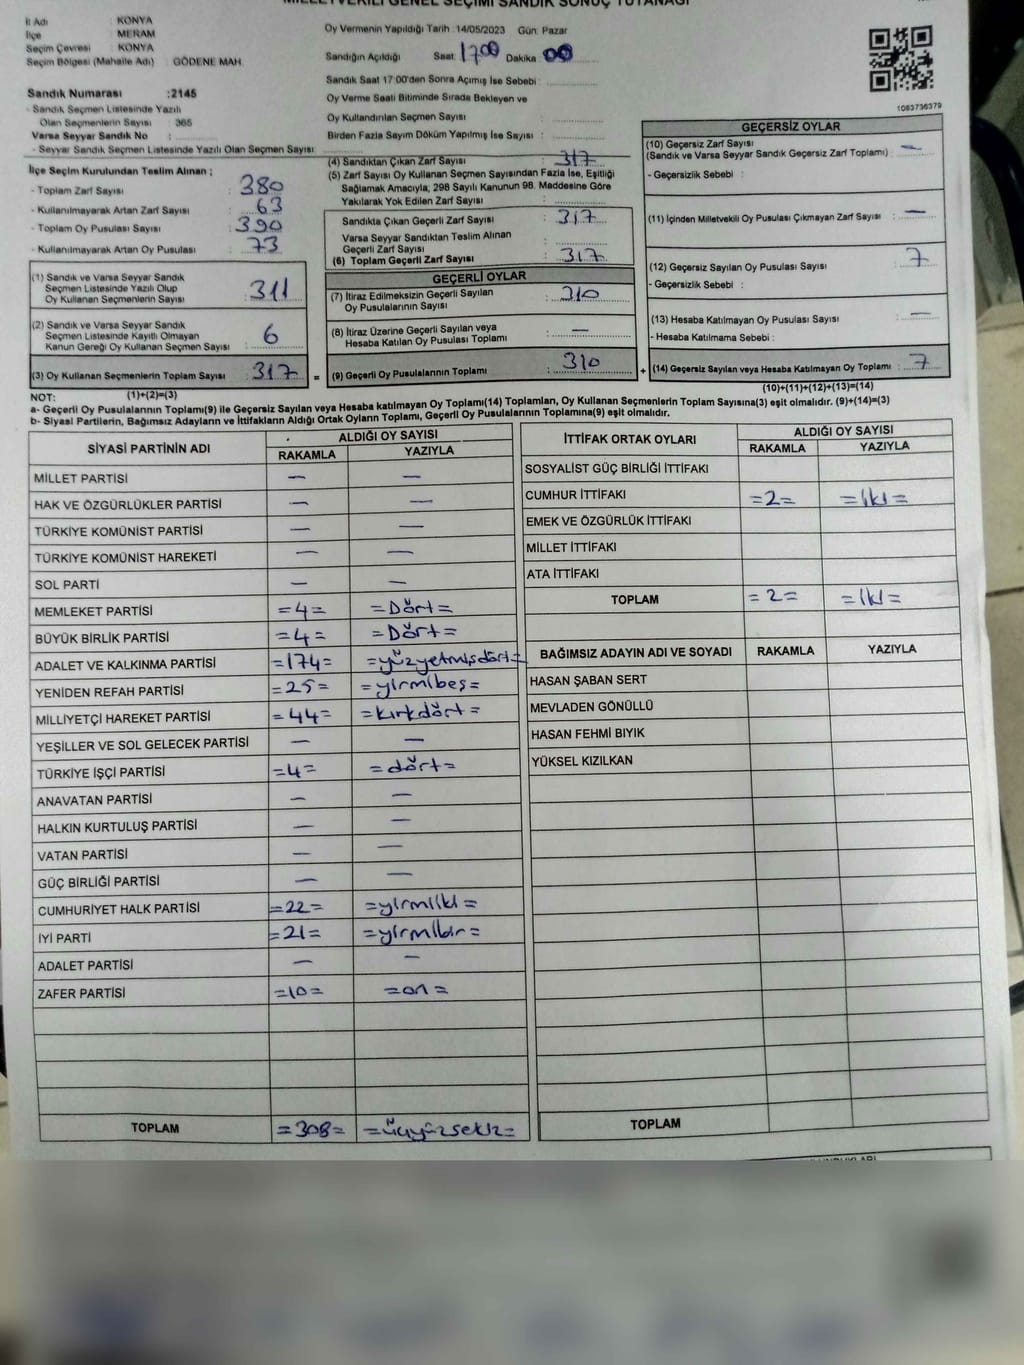 MİLLETVEKİLİ GENEL SEÇİMİ SANDIK SONUÇ TUTANAĞI
İl Adı : KONYA
İlçe : MERAM
Seçim Çevresi : KONYA
Seçim Bölgesi (Mahalle Adı) : GÖDENE MAH.
Sandık Numarası :2145
- Sandık Seçmen Listesinde Yazılı
Olan Seçmenlerin Sayısı : 365
Varsa Seyyar Sandık No :
- Seyyar Sandık Seçmen Listesinde Yazılı Olan Seçmen Sayısı :
İlçe Seçim Kurulundan Teslim Alınan ;
- Toplam Zarf Sayısı : 380
- Kullanılmayarak Artan Zarf Sayısı : 63
- Toplam Oy Pusulası Sayısı : 390
- Kullanılmayarak Artan Oy Pusulası : 73
(1) Sandık ve Varsa Seyyar Sandık
Seçmen Listesinde Yazılı Olup
Oy Kullanan Seçmenlerin Sayısı : 311
(2) Sandık ve Varsa Seyyar Sandık
Seçmen Listesinde Kayıtlı Olmayan
Kanun Gereği Oy Kullanan Seçmen Sayısı : 6
(3) Oy Kullanan Seçmenlerin Toplam Sayısı : 317
Oy Vermenin Yapıldığı Tarih :14/05/2023 Gün: Pazar
Sandığın Açıldığı Saat: 17:00 Dakika 00
Sandık Saat 17:00'den Sonra Açımış İse Sebebi :
Oy Verme Saati Bitiminde Sırada Bekleyen ve
Oy Kullandırılan Seçmen Sayısı :
Birden Fazla Sayım Döküm Yapılmış İse Sayısı :
(4) Sandıktan Çıkan Zarf Sayısı : 317
(5) Zarf Sayısı Oy Kullanan Seçmen Sayısından Fazla İse, Eşitliği
Sağlamak Amacıyla, 298 Sayılı Kanunun 98. Maddesine Göre
Yakılarak Yok Edilen Zarf Sayısı :
Sandıkta Çıkan Geçerli Zarf Sayısı : 317
Varsa Seyyar Sandıktan Teslim Alınan
Geçerli Zarf Sayısı :
(6) Toplam Geçerli Zarf Sayısı : 317
GEÇERLİ OYLAR
(7) İtiraz Edilmeksizin Geçerli Sayılan
Oy Pusulalarının Sayısı : 310
(8) İtiraz Üzerine Geçerli Sayılan veya
Hesaba Katılan Oy Pusulası Toplamı : —
= (9) Geçerli Oy Pusulalarının Toplamı : 310
1083736379
GEÇERSİZ OYLAR
(10) Geçersiz Zarf Sayısı
(Sandık ve Varsa Seyyar Sandık Geçersiz Zarf Toplamı) : —
- Geçersizlik Sebebi :
(11) İçinden Milletvekili Oy Pusulası Çıkmayan Zarf Sayısı : —
(12) Geçersiz Sayılan Oy Pusulası Sayısı : 7
- Geçersizlik Sebebi :
(13) Hesaba Katılmayan Oy Pusulası Sayısı : —
- Hesaba Katılmama Sebebi :
+ (14) Geçersiz Sayılan veya Hesaba Katılmayan Oy Toplamı : 7
NOT: (1)+(2)=(3) (10)+(11)+(12)+(13)=(14)
a- Geçerli Oy Pusulalarının Toplamı(9) ile Geçersiz Sayılan veya Hesaba katılmayan Oy Toplamı(14) Toplamları, Oy Kullanan Seçmenlerin Toplam Sayısına(3) eşit olmalıdır. (9)+(14)=(3)
b- Siyasi Partilerin, Bağımsız Adayların ve İttifakların Aldığı Ortak Oyların Toplamı, Geçerli Oy Pusulalarının Toplamına(9) eşit olmalıdır.
SİYASİ PARTİNİN ADI ALDIĞI OY SAYISI
RAKAMLA YAZIYLA
MİLLET PARTİSİ — —
HAK VE ÖZGÜRLÜKLER PARTİSİ — —
TÜRKİYE KOMÜNİST PARTİSİ — —
TÜRKİYE KOMÜNİST HAREKETİ — —
SOL PARTİ — —
MEMLEKET PARTİSİ =4= =Dört=
BÜYÜK BİRLİK PARTİSİ =4= =Dört=
ADALET VE KALKINMA PARTİSİ =174= =yüzyetmişdört=
YENİDEN REFAH PARTİSİ =25= =yirmibeş=
MİLLİYETÇİ HAREKET PARTİSİ =44= =kırkdört=
YEŞİLLER VE SOL GELECEK PARTİSİ — —
TÜRKİYE İŞÇİ PARTİSİ =4= =dört=
ANAVATAN PARTİSİ — —
HALKIN KURTULUŞ PARTİSİ — —
VATAN PARTİSİ — —
GÜÇ BİRLİĞİ PARTİSİ — —
CUMHURİYET HALK PARTİSİ =22= =yirmiiki=
İYİ PARTİ =21= =yirmibir=
ADALET PARTİSİ — —
ZAFER PARTİSİ =10= =on=
TOPLAM =308= =üçyüzsekiz=
İTTİFAK ORTAK OYLARI ALDIĞI OY SAYISI
RAKAMLA YAZIYLA
SOSYALİST GÜÇ BİRLİĞİ İTTİFAKI
CUMHUR İTTİFAKI =2= =iki=
EMEK VE ÖZGÜRLÜK İTTİFAKI
MİLLET İTTİFAKI
ATA İTTİFAKI
TOPLAM =2= =iki=
BAĞIMSIZ ADAYIN ADI VE SOYADI RAKAMLA YAZIYLA
HASAN ŞABAN SERT
MEVLADEN GÖNÜLLÜ
HASAN FEHMİ BIYIK
YÜKSEL KIZILKAN
TOPLAM